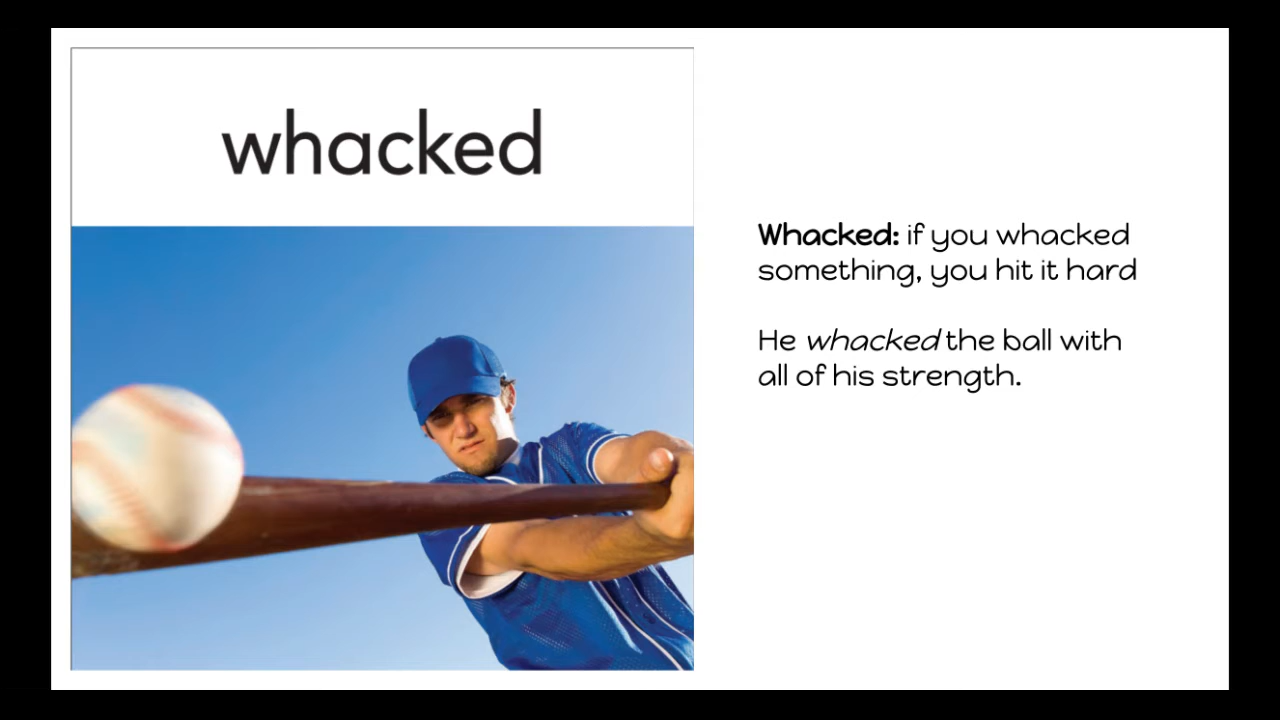 whacked
Whacked: if you whacked
something, you hit it hard
He whacked the ball with
all of his strength.